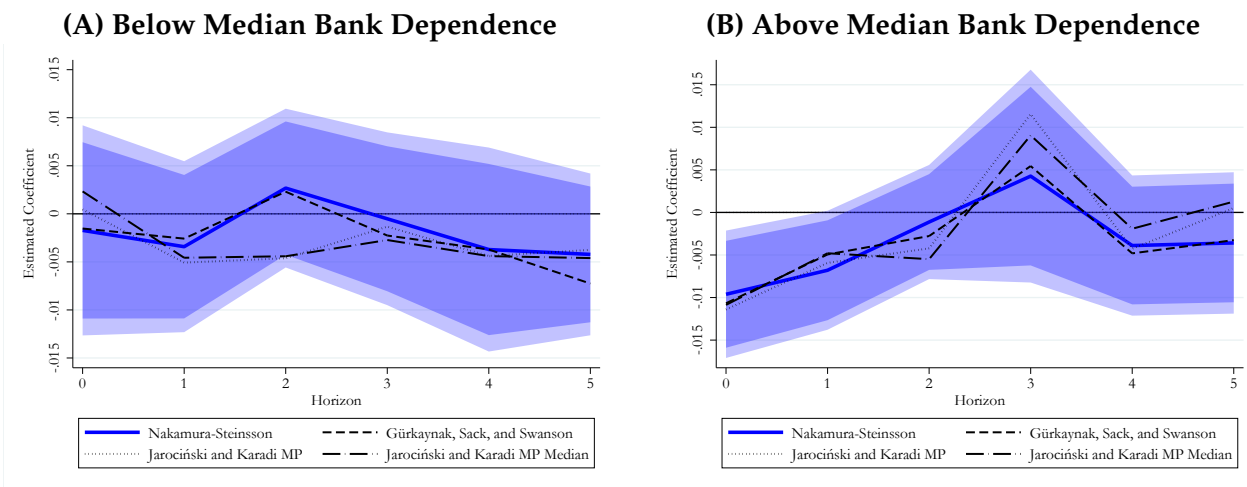 (A) Below Median Bank Dependence
.015
.01
.005
0
-.005
-.01
-.015
Estimated Coefficient
0 1 2 3 4 5
Horizon
Nakamura-Steinsson Gürkaynak, Sack, and Swanson
Jarociński and Karadi MP Jarociński and Karadi MP Median
(B) Above Median Bank Dependence
.015
.01
.005
0
-.005
-.01
-.015
Estimated Coefficient
0 1 2 3 4 5
Horizon
Nakamura-Steinsson Gürkaynak, Sack, and Swanson
Jarociński and Karadi MP Jarociński and Karadi MP Median